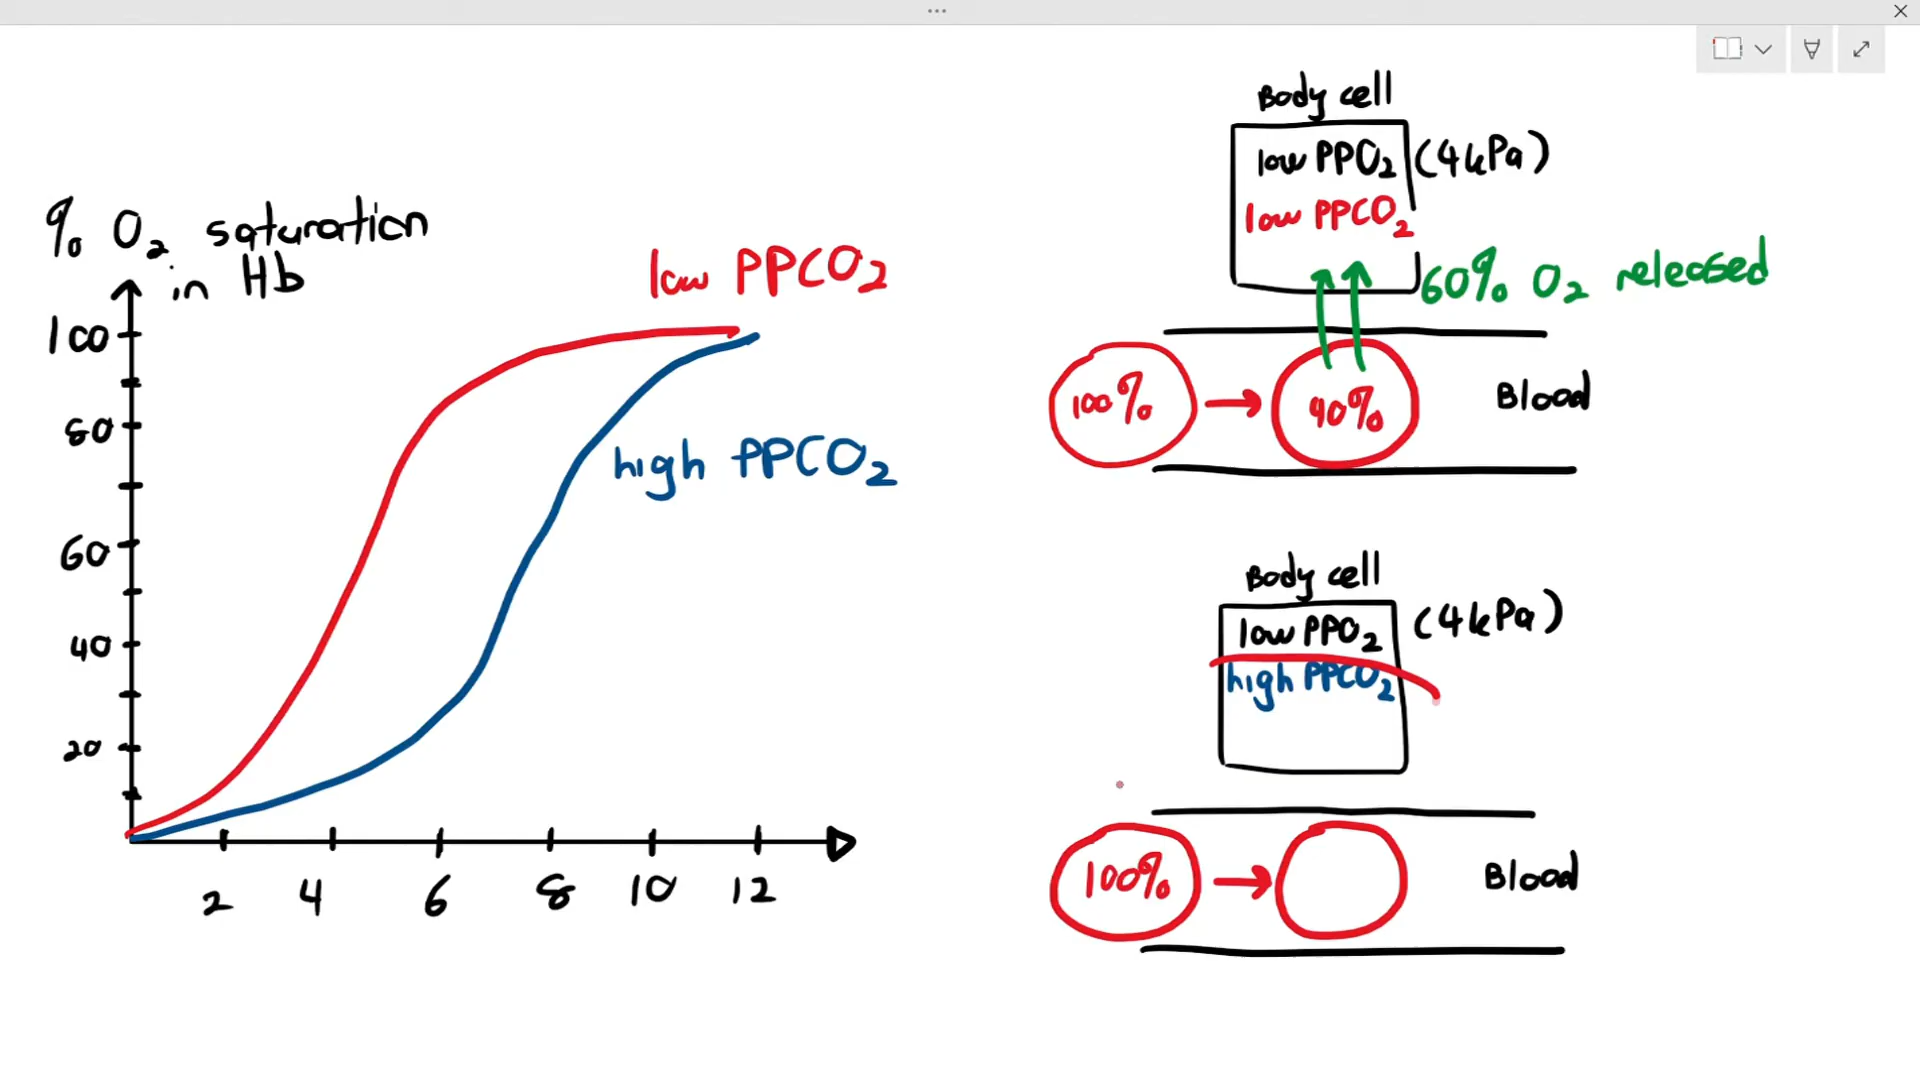 % O₂ saturation
in Hb
100
80
60
40
20
2 4 6 8 10 12
low PPCO₂
high PPCO₂
Body cell
low PPO₂ (4kPa)
low PPCO₂
60% O₂ released
100% 40% Blood
Body cell
low PPO₂ (4kPa)
high PPCO₂
100% Blood